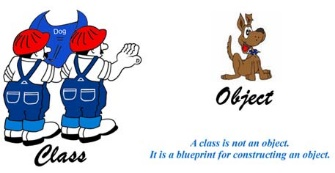 Dog
Object
Class
A class is not an object.
It is a blueprint for constructing an object.